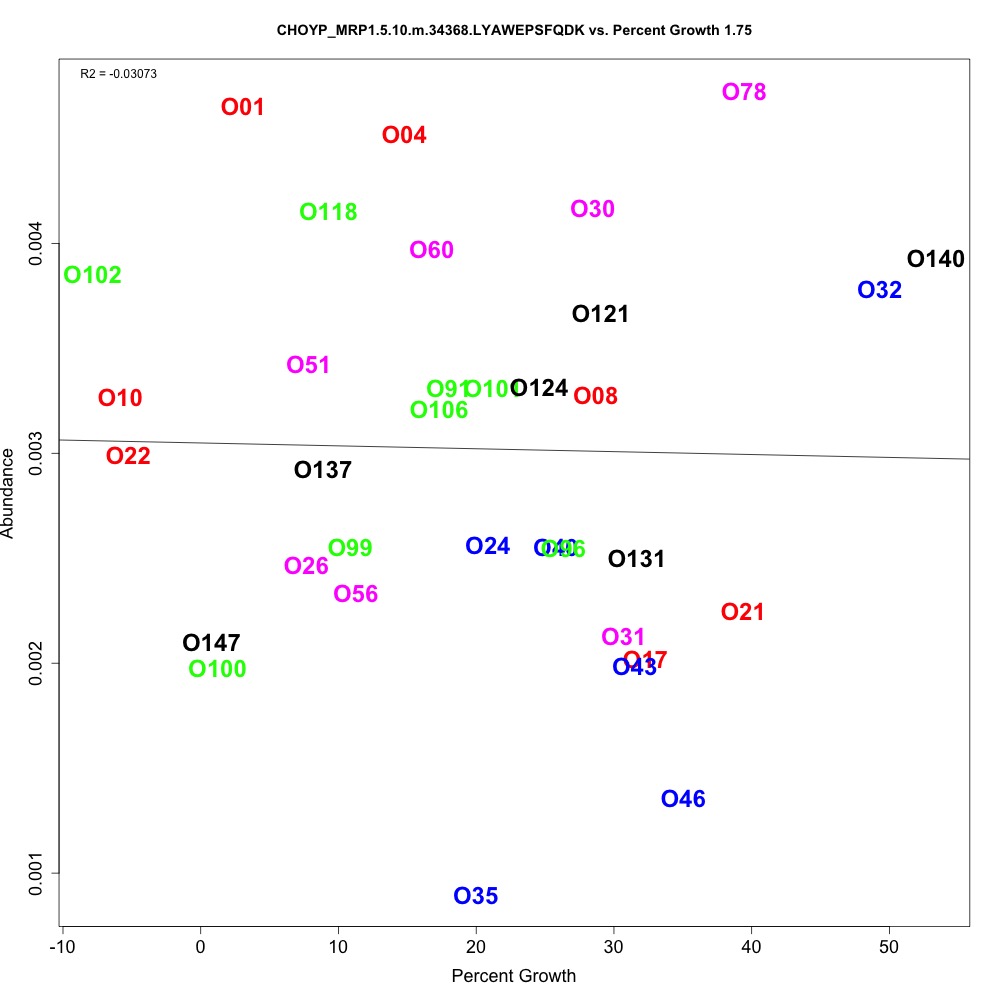 CHOYP_MRP1.5.10.m.34368.LYAWEPSFQDK vs. Percent Growth 1.75
R2 = -0.03073
O78
O01
O04
O30
O118
O60
O140
O102
O32
O121
O51
O91
O124
O08
O10
O106
O22
O137
O24
O99
O96
O131
O26
O56
O21
O31
O147
O17
O43
O100
O46
O35
0.004
0.003
0.002
0.001
Abundance
-10 0 10 20 30 40 50
Percent Growth